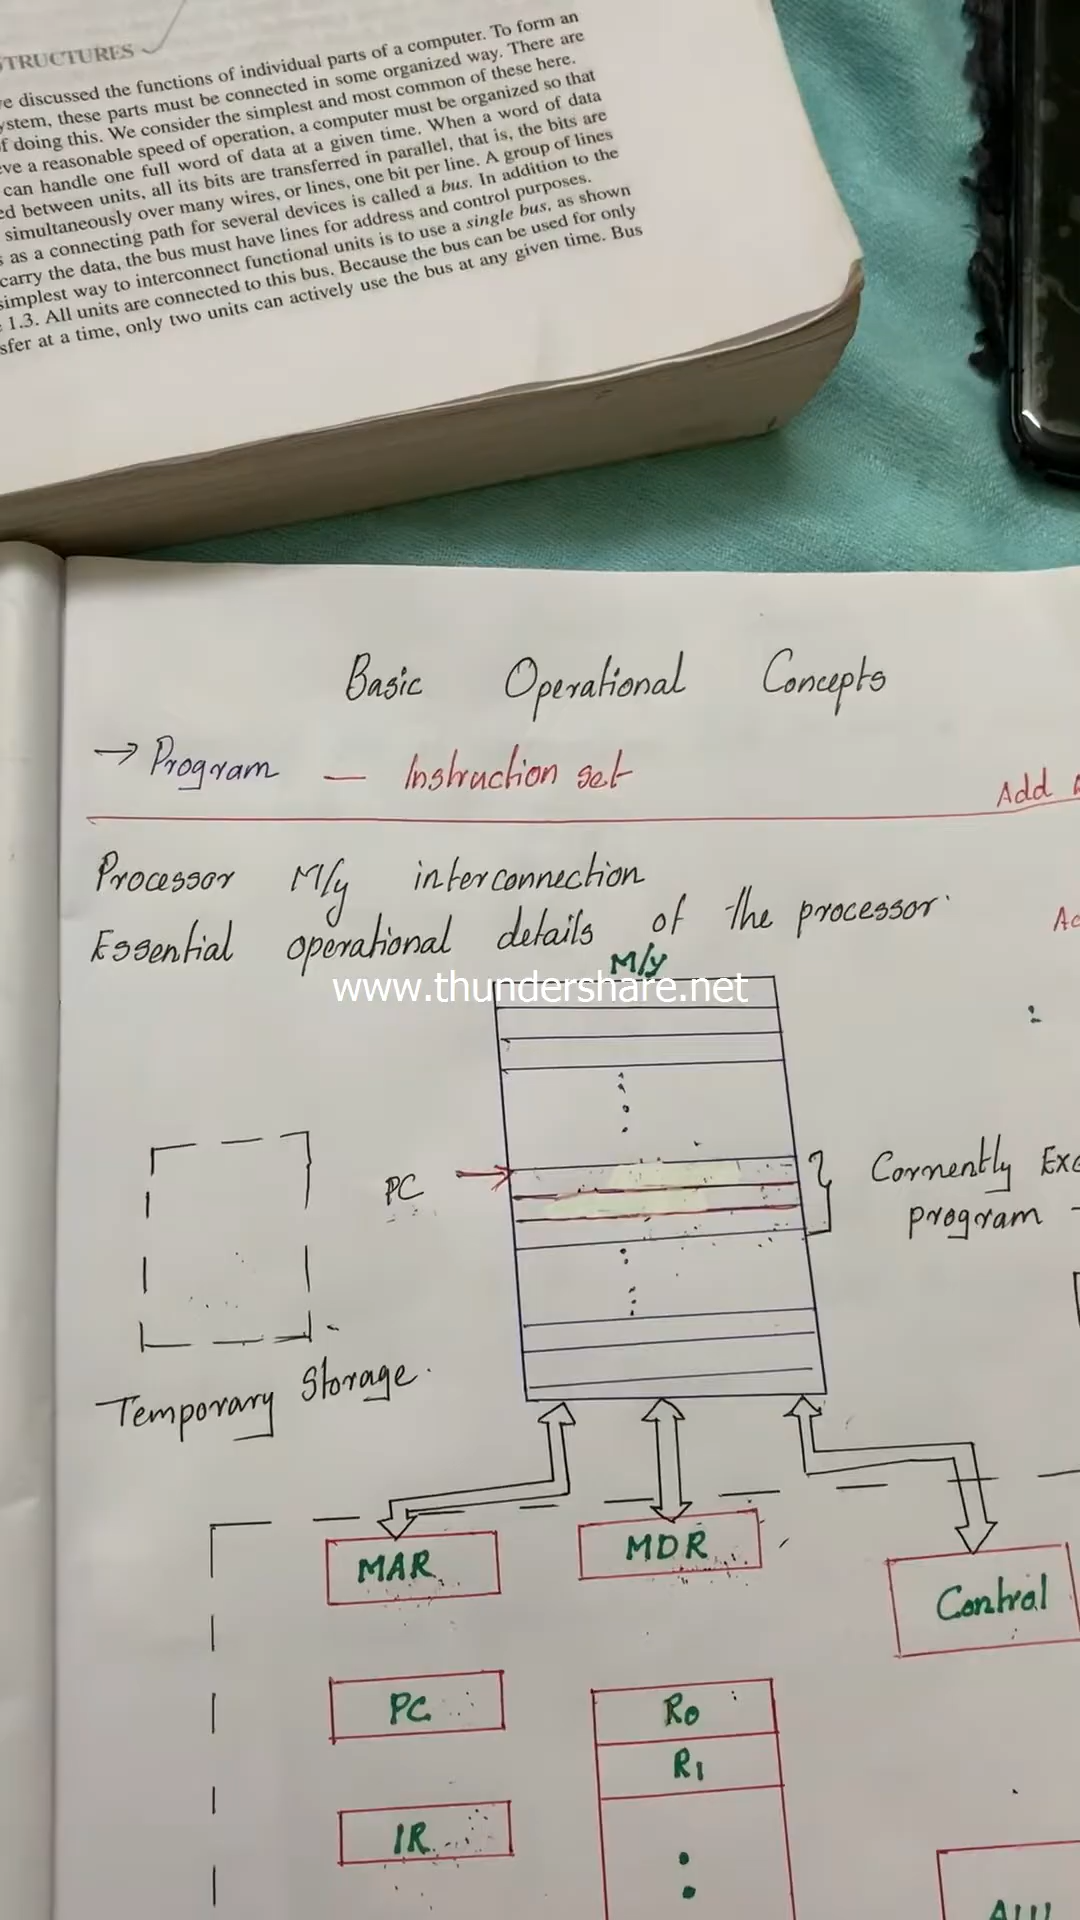 STRUCTURES
e discussed the functions of individual parts of a computer. To form an
ystem, these parts must be connected in some organized way. There are
f doing this. We consider the simplest and most common of these here.
eve a reasonable speed of operation, a computer must be organized so that
can handle one full word of data at a given time. When a word of data
ed between units, all its bits are transferred in parallel, that is, the bits are
simultaneously over many wires, or lines, one bit per line. A group of lines
s as a connecting path for several devices is called a bus. In addition to the
carry the data, the bus must have lines for address and control purposes.
simplest way to interconnect functional units is to use a single bus, as shown
1.3. All units are connected to this bus. Because the bus can be used for only
sfer at a time, only two units can actively use the bus at any given time. Bus
Basic Operational Concepts
→ Program — Instruction set
Add
Processor M/y interconnection
Essential operational details of the processor.
M/y
www.thundershare.net
PC
Cornently Exe
program -
Temporary Storage.
MAR
MDR
Control
PC
R0
R1
IR
ALU